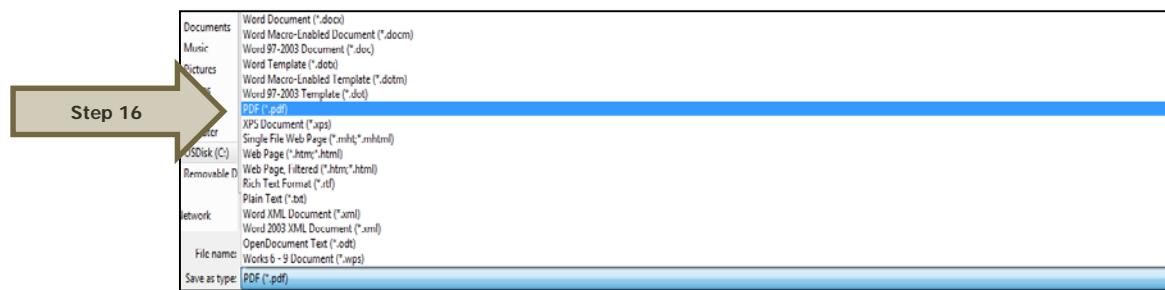 Documents
Music
Pictures
OSDisk (C:)
Removable D
Network
Step 16
Word Document (*.docx)
Word Macro-Enabled Document (*.docm)
Word 97-2003 Document (*.doc)
Word Template (*.dotx)
Word Macro-Enabled Template (*.dotm)
Word 97-2003 Template (*.dot)
PDF (*.pdf)
XPS Document (*.xps)
Single File Web Page (*.mht;*.mhtml)
Web Page (*.htm;*.html)
Web Page, Filtered (*.htm;*.html)
Rich Text Format (*.rtf)
Plain Text (*.txt)
Word XML Document (*.xml)
Word 2003 XML Document (*.xml)
OpenDocument Text (*.odt)
Works 6 - 9 Document (*.wps)
File name:
Save as type: PDF (*.pdf)